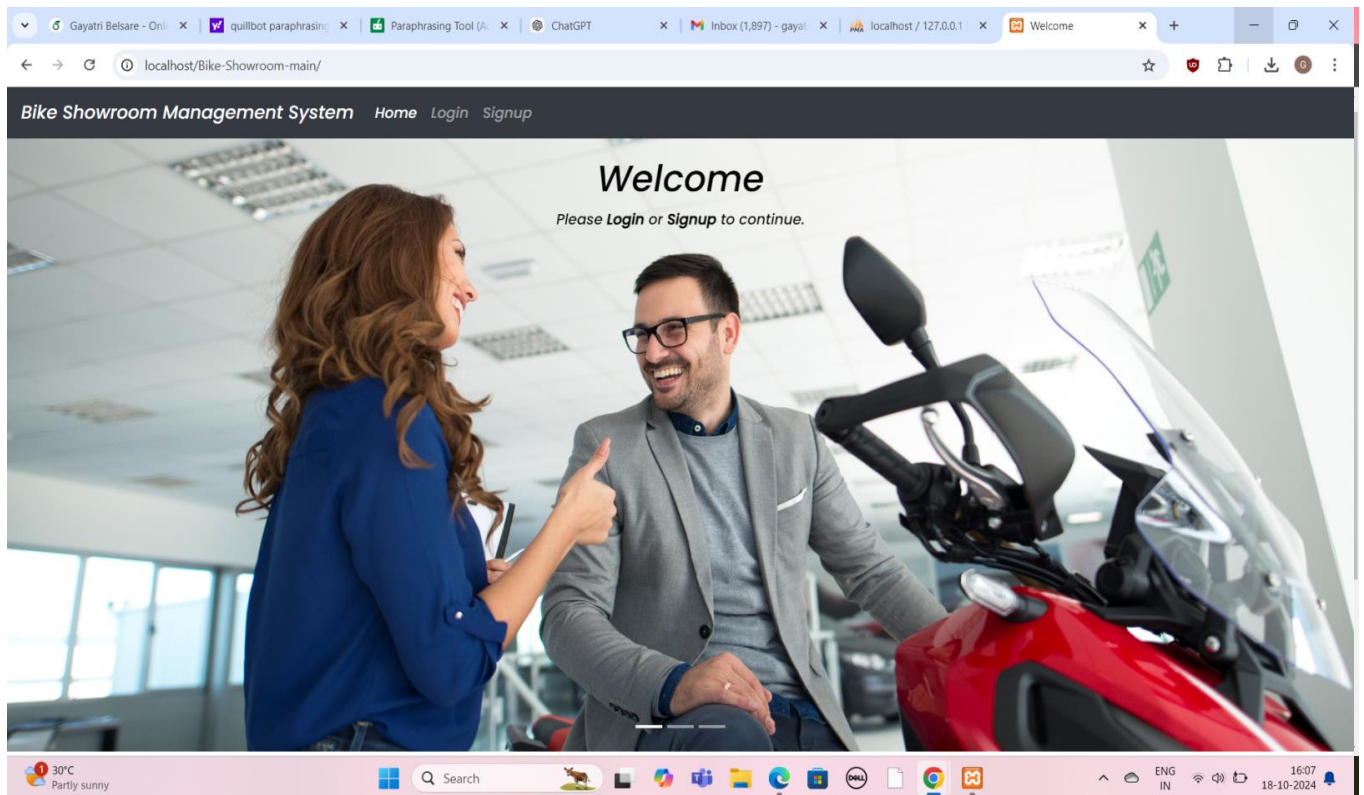 Gayatri Belsare - Onli
quillbot paraphrasing
Paraphrasing Tool (A
ChatGPT
Inbox (1,897) - gayat
localhost / 127.0.0.1
Welcome
localhost/Bike-Showroom-main/
G
Bike Showroom Management System Home Login Signup
Welcome
Please Login or Signup to continue.
1
30°C
Partly sunny
Search
DELL
ENG
IN
16:07
18-10-2024